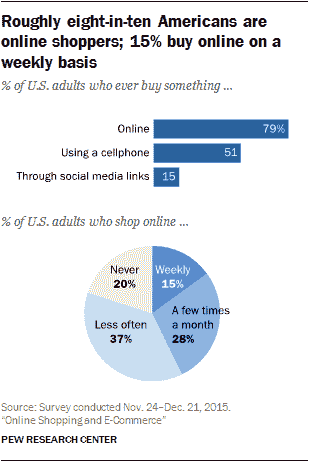 Roughly eight-in-ten Americans are
online shoppers; 15% buy online on a
weekly basis
% of U.S. adults who ever buy something ...
Online 79%
Using a cellphone 51
Through social media links 15
% of U.S. adults who shop online ...
Never
20%
Weekly
15%
A few times
a month
28%
Less often
37%
Source: Survey conducted Nov. 24–Dec. 21, 2015.
“Online Shopping and E-Commerce”
PEW RESEARCH CENTER